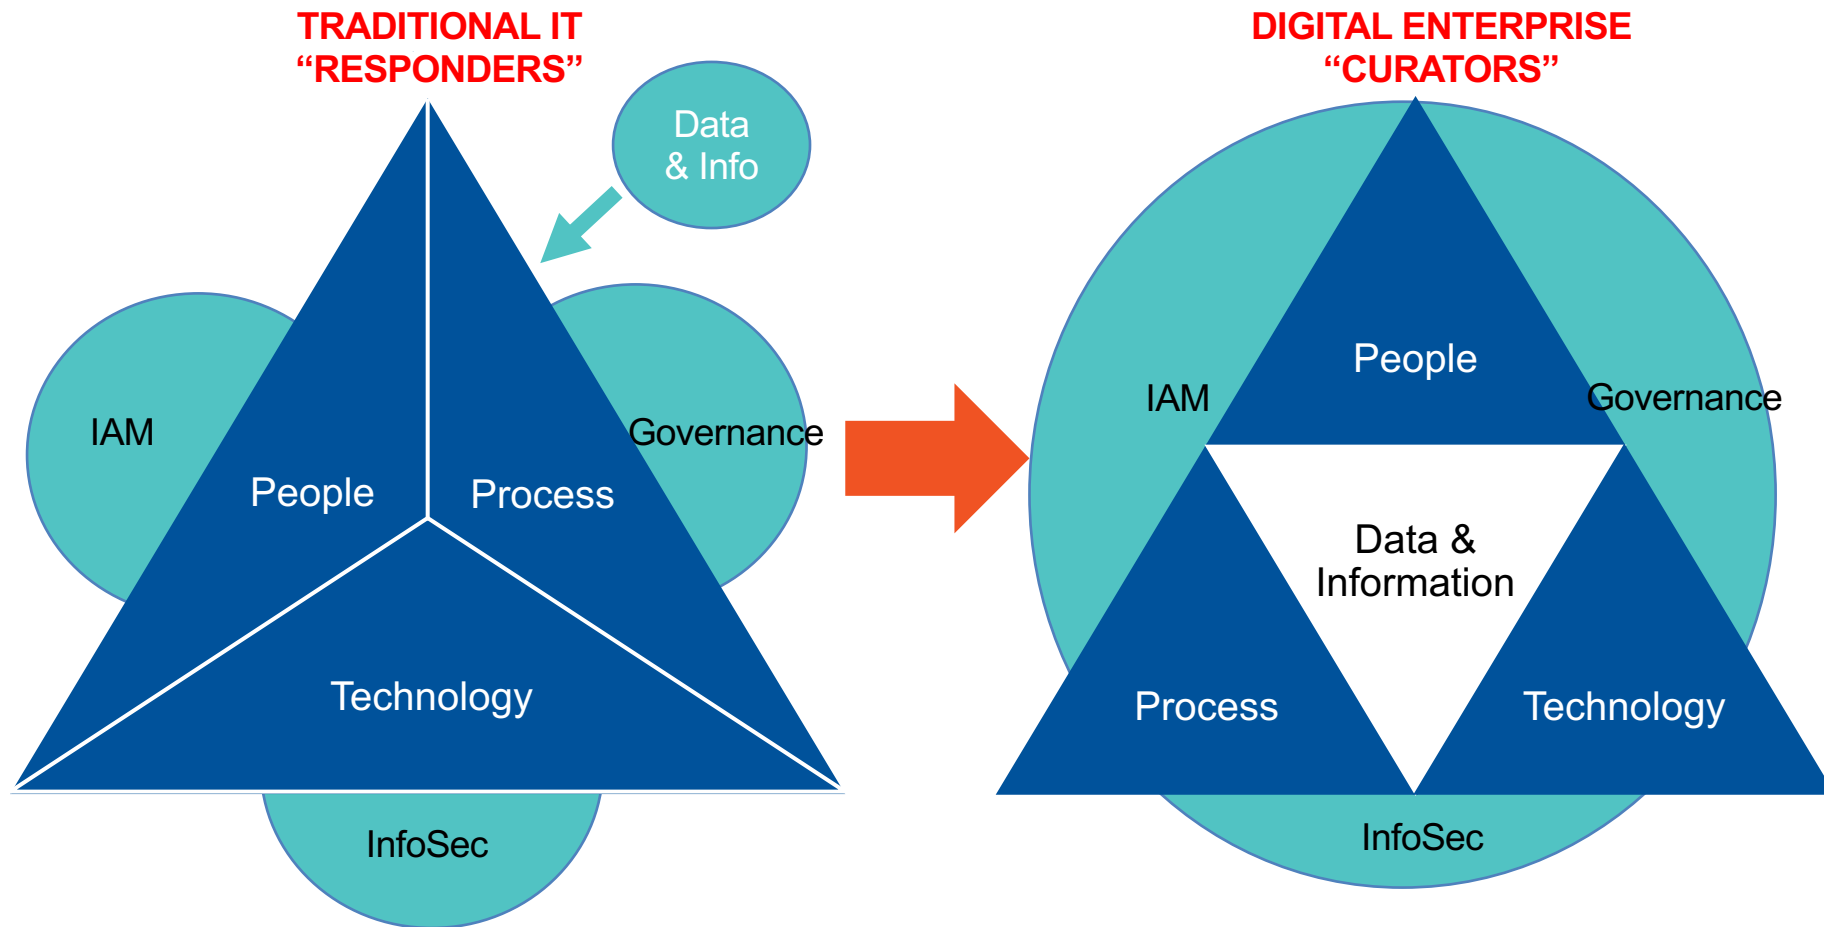 TRADITIONAL IT
“RESPONDERS”
Data
& Info
IAM
Governance
People
Process
Technology
InfoSec
DIGITAL ENTERPRISE
“CURATORS”
People
IAM
Governance
Data &
Information
Process
Technology
InfoSec